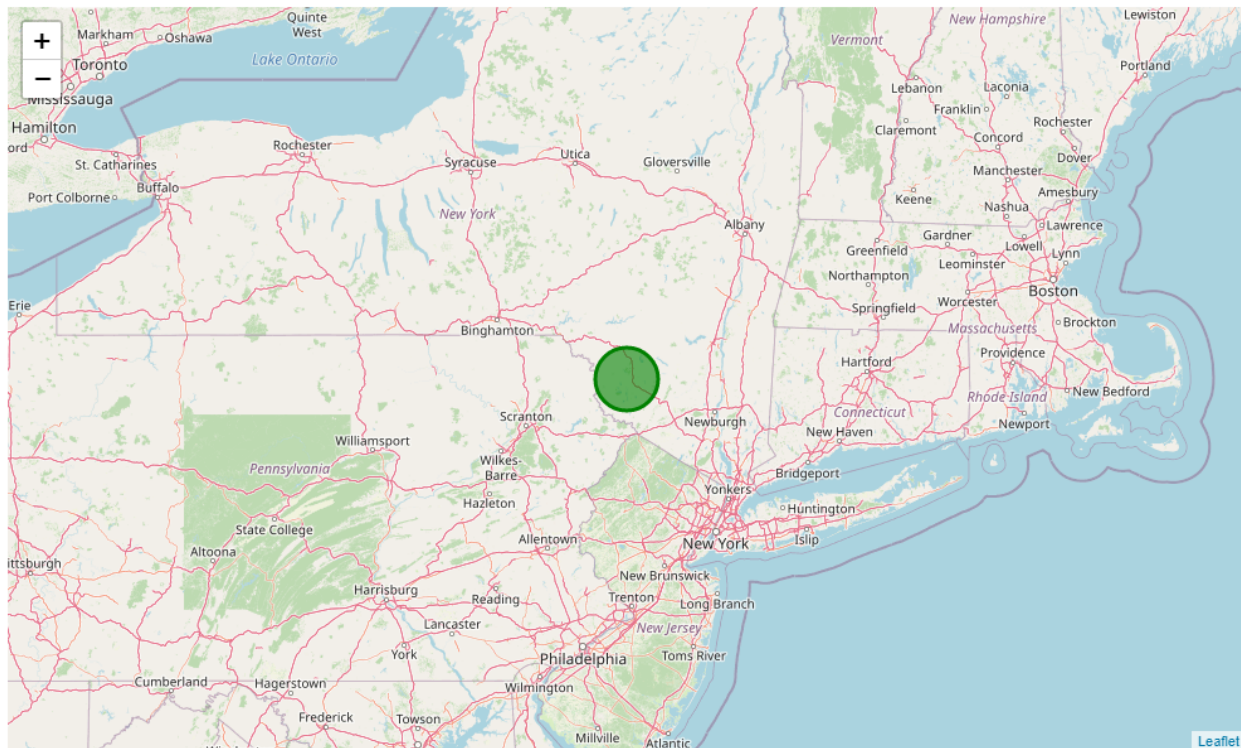 +
−
Quinte
West
New Hampshire
Lewiston
Markham
Oshawa
Vermont
Lake Ontario
Toronto
Portland
Lebanon
Laconia
Mississauga
Franklin
Hamilton
Rochester
Claremont
Rochester
Concord
ord
St. Catharines
Syracuse
Utica
Gloversville
Dover
Manchester
Buffalo
Amesbury
Port Colborne
Keene
Nashua
New York
Albany
Lawrence
Gardner
Lowell
Greenfield
Lynn
Leominster
Northampton
Boston
Erie
Springfield
Worcester
Binghamton
Massachusetts
Brockton
Providence
Hartford
New Bedford
Rhode Island
Scranton
Connecticut
Newburgh
Newport
Williamsport
New Haven
Wilkes-
Barre
Pennsylvania
Bridgeport
Yonkers
Hazleton
Huntington
State College
Allentown
New York
Islip
Altoona
ittsburgh
New Brunswick
Harrisburg
Reading
Trenton
Long Branch
Lancaster
New Jersey
York
Philadelphia
Toms River
Cumberland
Hagerstown
Wilmington
Frederick
Towson
Millville
Atlantic
Leaflet